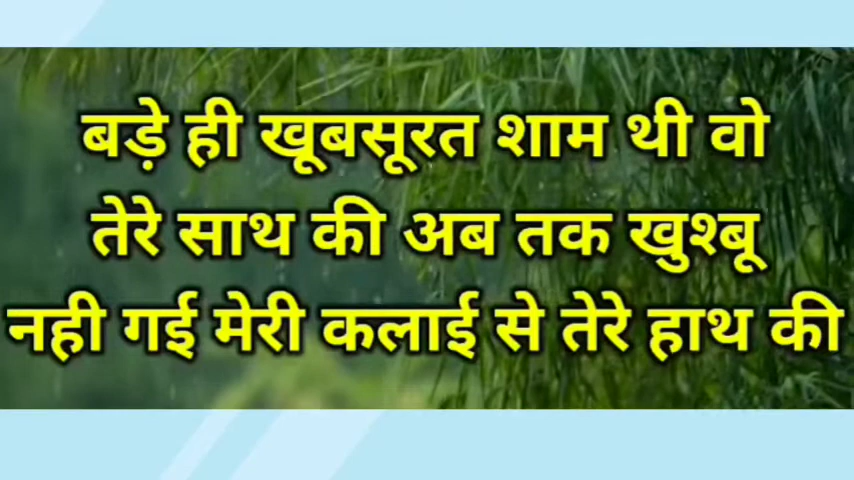 बड़े ही खूबसूरत शाम थी वो
तेरे साथ की अब तक खुश्बू
नही गई मेरी कलाई से तेरे हाथ की